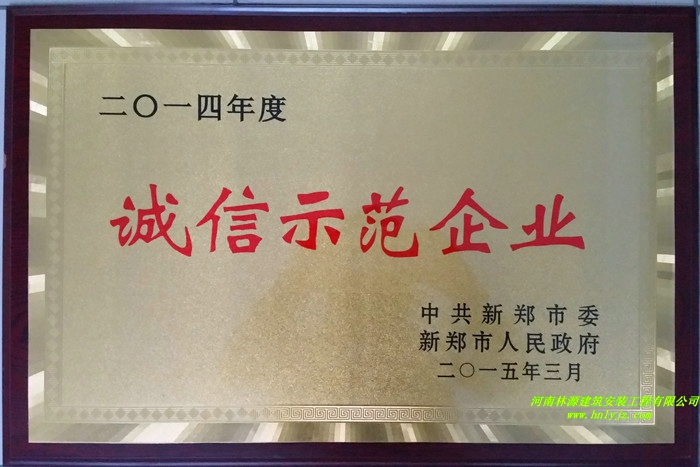 二〇一四年度
诚信示范企业
中共新郑市委
新郑市人民政府
二〇一五年三月
河南林源建筑安装工程有限公司
www.hnlyjz.com